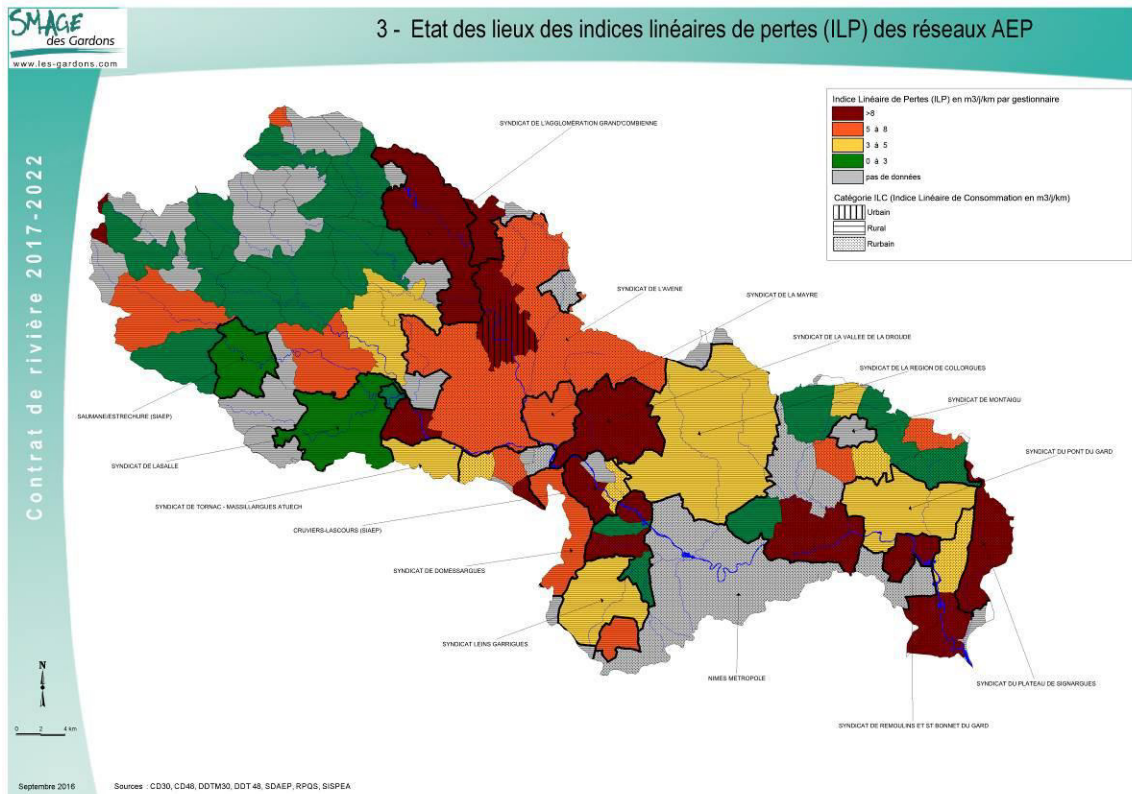 SMAGE
des Gardons
www.les-gardons.com
3 - Etat des lieux des indices linéaires de pertes (ILP) des réseaux AEP
Contrat de rivière 2017-2022
Indice Linéaire de Pertes (ILP) en m3/j/km par gestionnaire
>8
5 à 8
3 à 5
0 à 3
pas de données
Catégorie ILC (Indice Linéaire de Consommation en m3/j/km)
Urbain
Rural
Rurbain
SYNDICAT DE L'AGGLOMÉRATION GRAND'COMBIENNE
SYNDICAT DE L'AVENE
SYNDICAT DE LA MAYRE
SYNDICAT DE LA VALLEE DE LA DROUDE
SYNDICAT DE LA REGION DE COLLORGUES
SYNDICAT DE MONTAIGU
SAUMANE/ESTRECHURE (SIAEP)
SYNDICAT DU PONT DU GARD
SYNDICAT DE LASALLE
SYNDICAT DE TORNAC - MASSILLARGUES ATUECH
CRUVIERS-LASCOURS (SIAEP)
SYNDICAT DE DOMESSARGUES
SYNDICAT LEINS GARRIGUES
NIMES METROPOLE
SYNDICAT DU PLATEAU DE SIGNARGUES
SYNDICAT DE REMOULINS ET ST BONNET DU GARD
N
0 2 4 km
Septembre 2016
Sources : CD30, CD48, DDTM30, DDT 48, SDAEP, RPQS, SISPEA